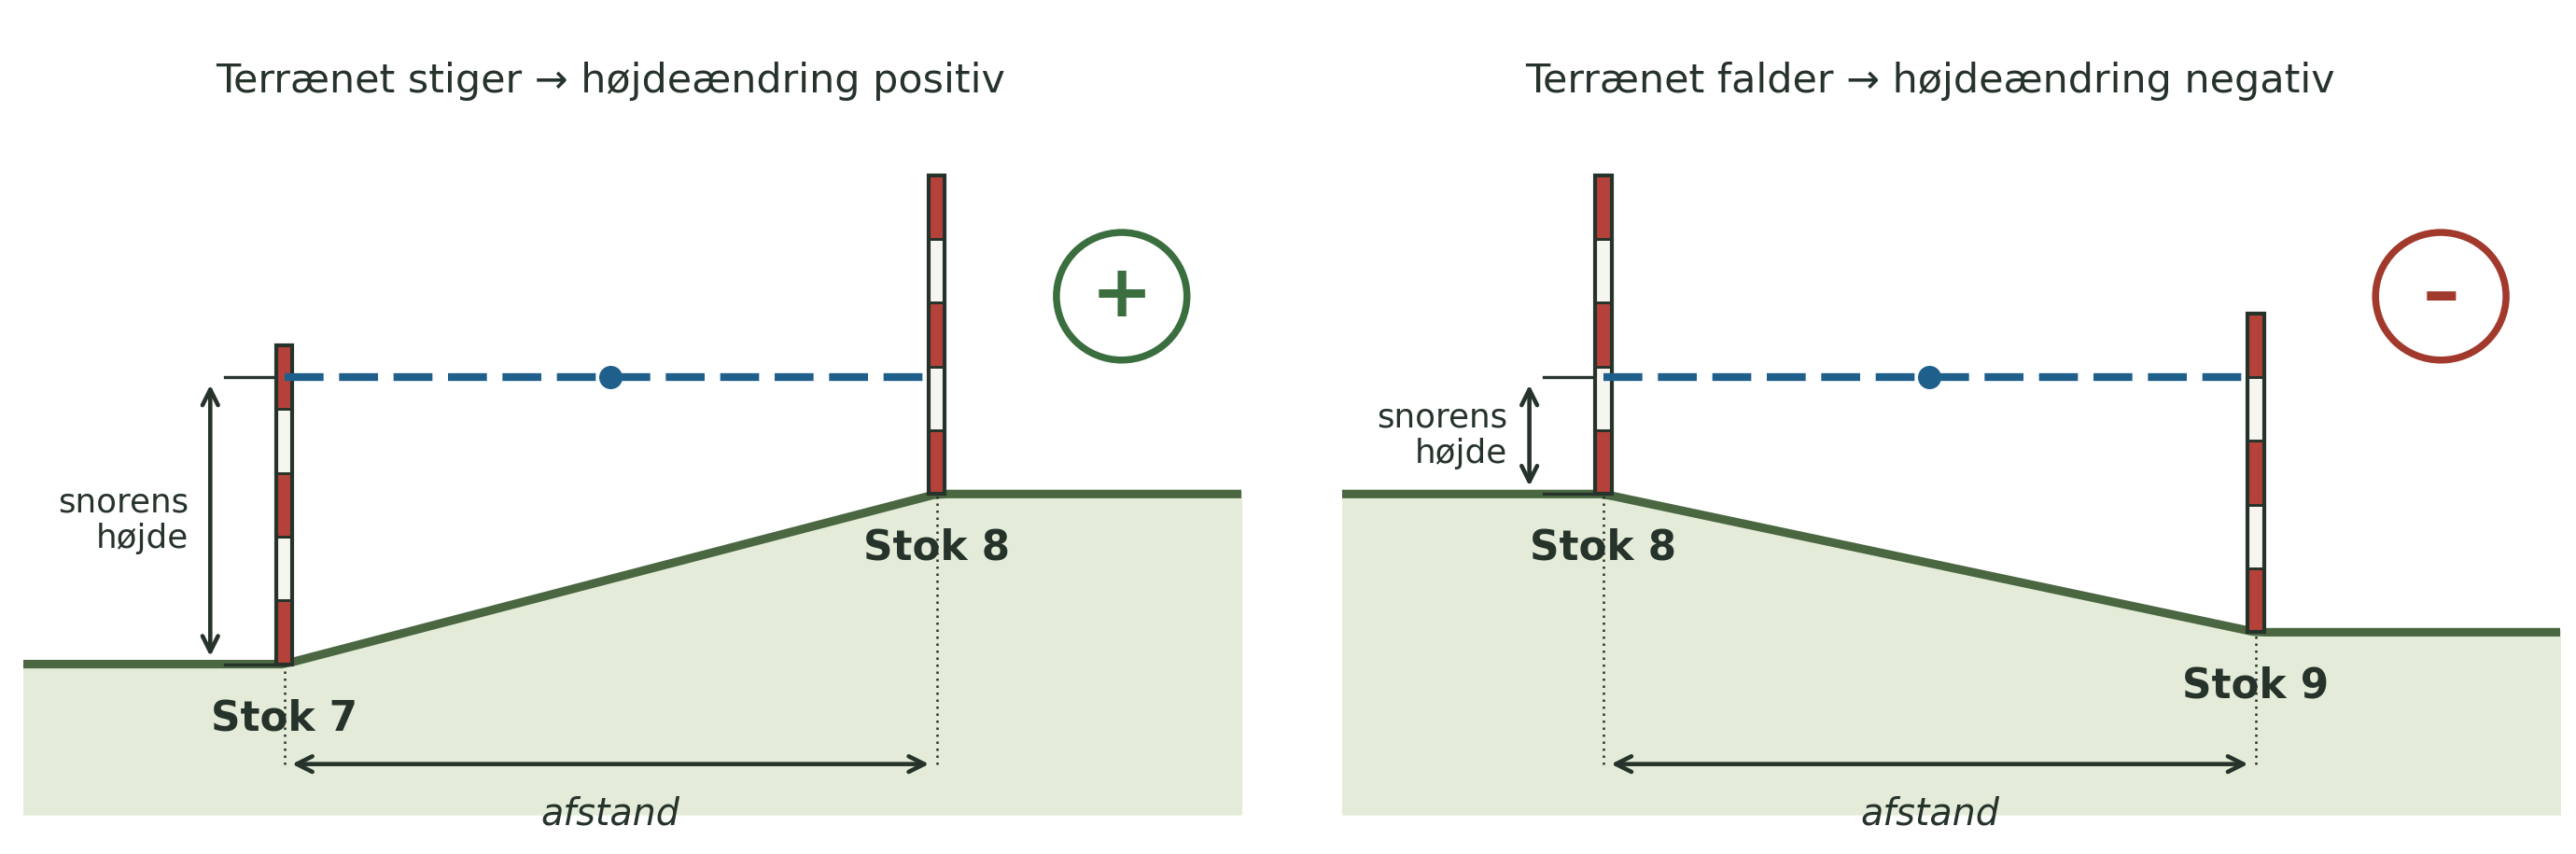 Terrænet stiger → højdeændring positiv
+
snorens
højde
Stok 8
Stok 7
afstand
Terrænet falder → højdeændring negativ
–
snorens
højde
Stok 8
Stok 9
afstand